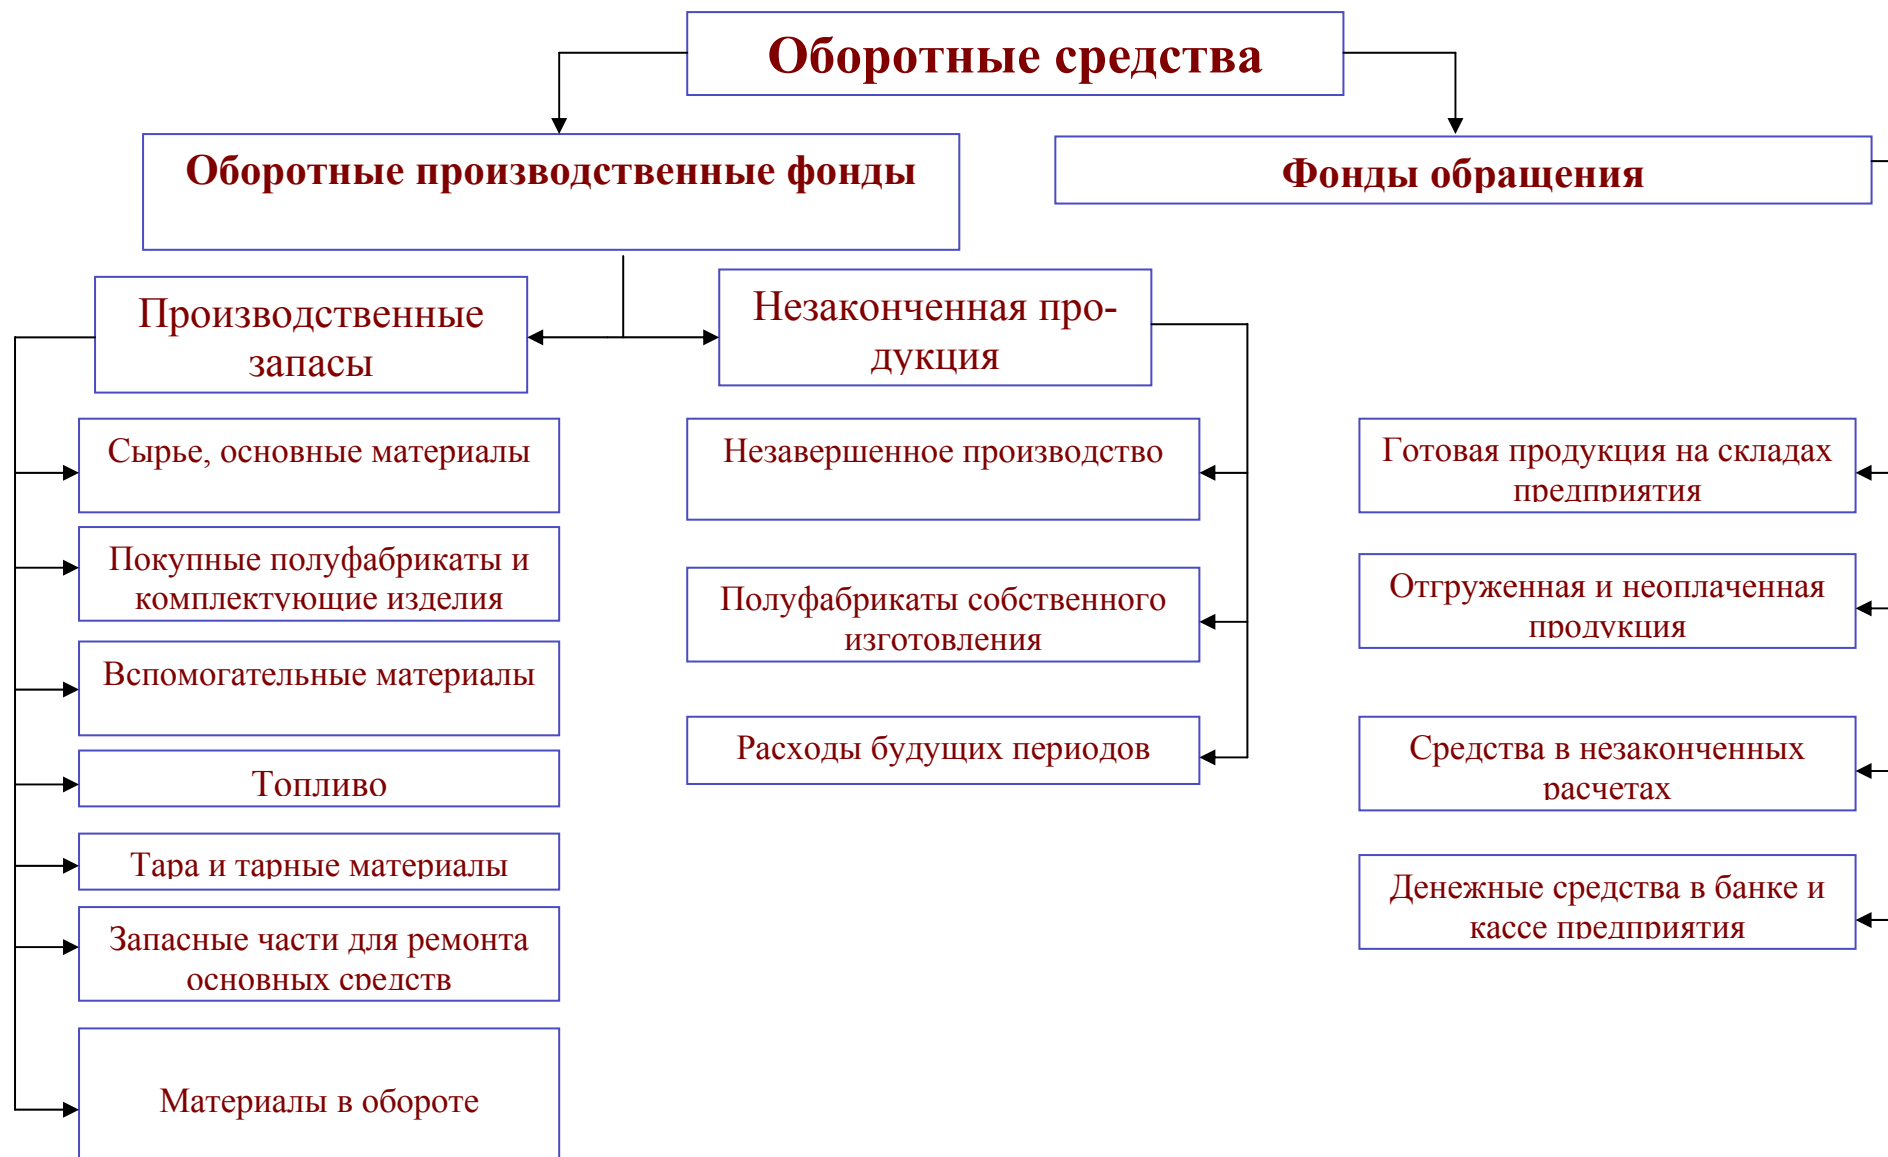 Оборотные средства
Оборотные производственные фонды
Фонды обращения
Производственные
запасы
Незаконченная про-
дукция
Сырье, основные материалы
Покупные полуфабрикаты и
комплектующие изделия
Вспомогательные материалы
Топливо
Тара и тарные материалы
Запасные части для ремонта
основных средств
Материалы в обороте
Незавершенное производство
Полуфабрикаты собственного
изготовления
Расходы будущих периодов
Готовая продукция на складах
предприятия
Отгруженная и неоплаченная
продукция
Средства в незаконченных
расчетах
Денежные средства в банке и
кассе предприятия